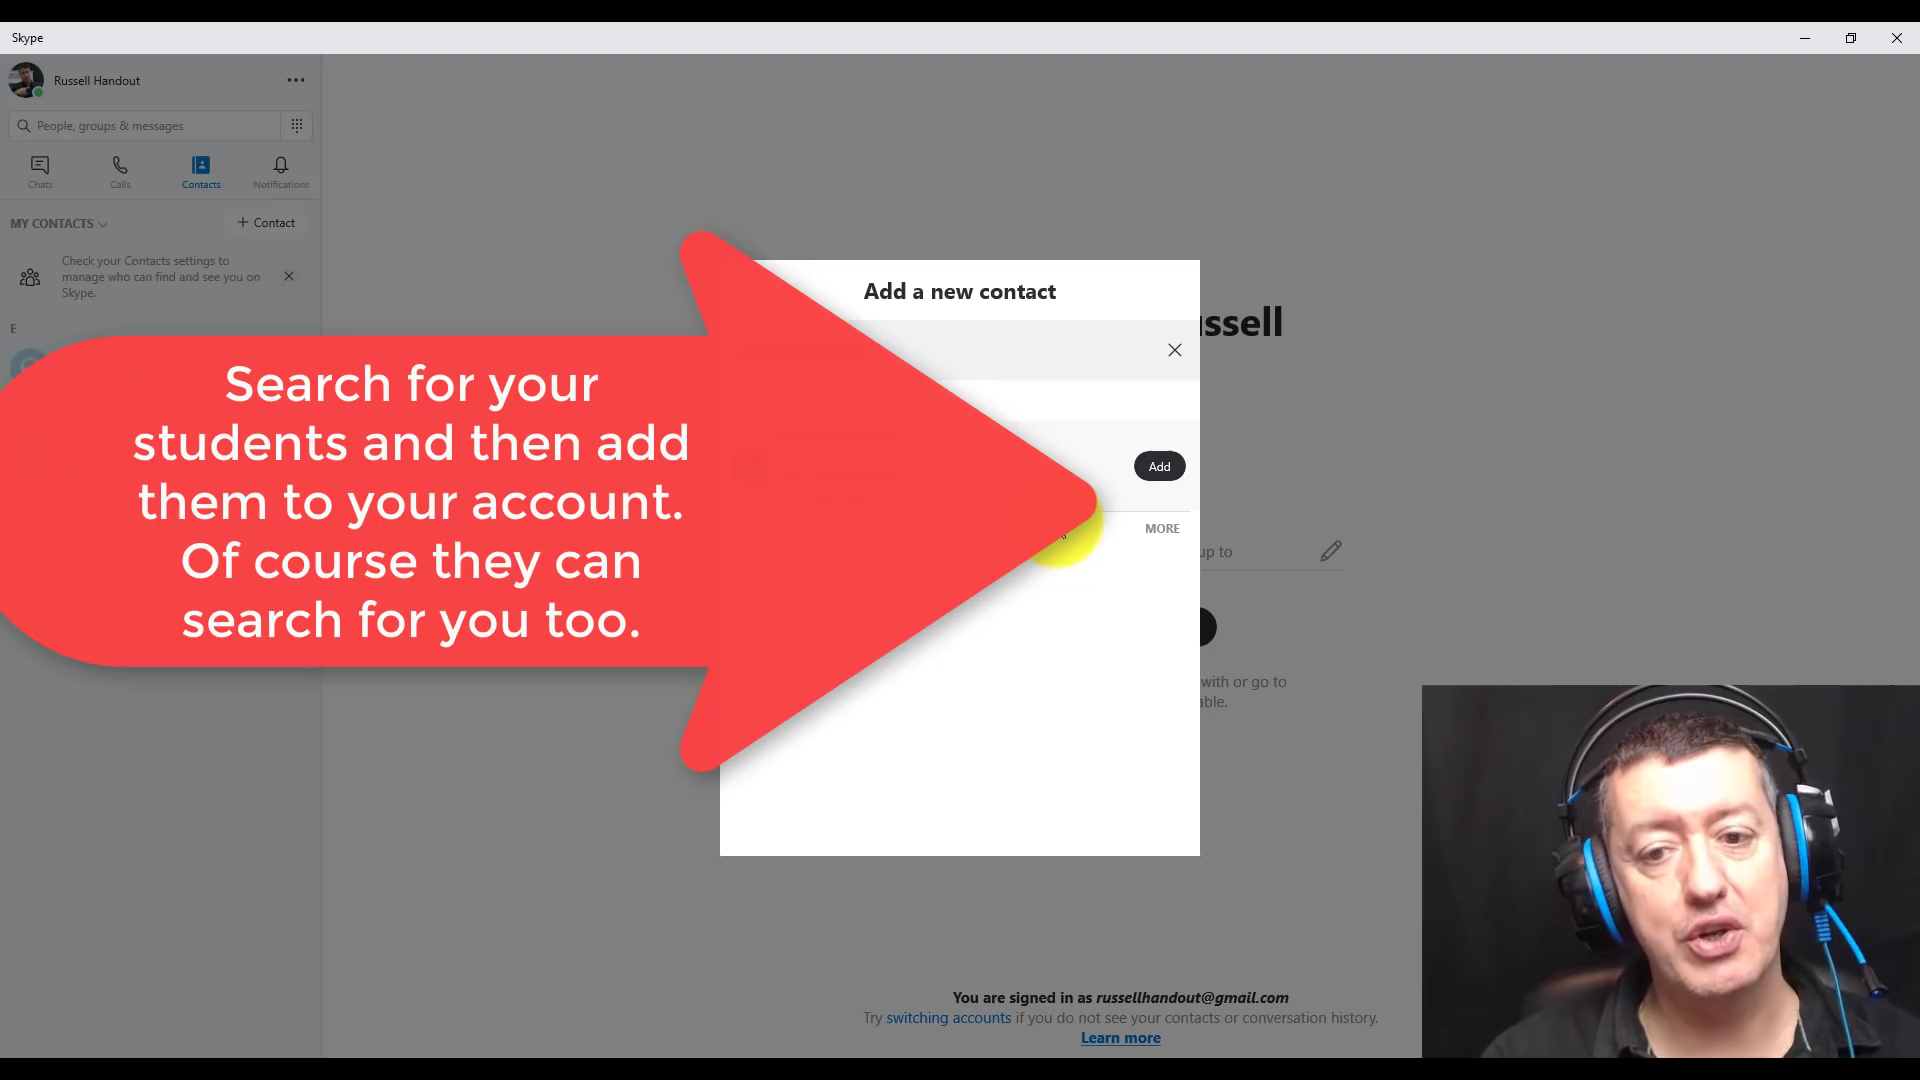 Skype
Russell Handout
People, groups & messages
Chats
Calls
Contacts
Notifications
MY CONTACTS
+ Contact
Check your Contacts settings to
manage who can find and see you on
Skype.
E
Search for your
students and then add
them to your account.
Of course they can
search for you too.
Add a new contact
Add
MORE
ssell
up to
with or go to
able.
You are signed in as russellhandout@gmail.com
Try switching accounts if you do not see your contacts or conversation history.
Learn more